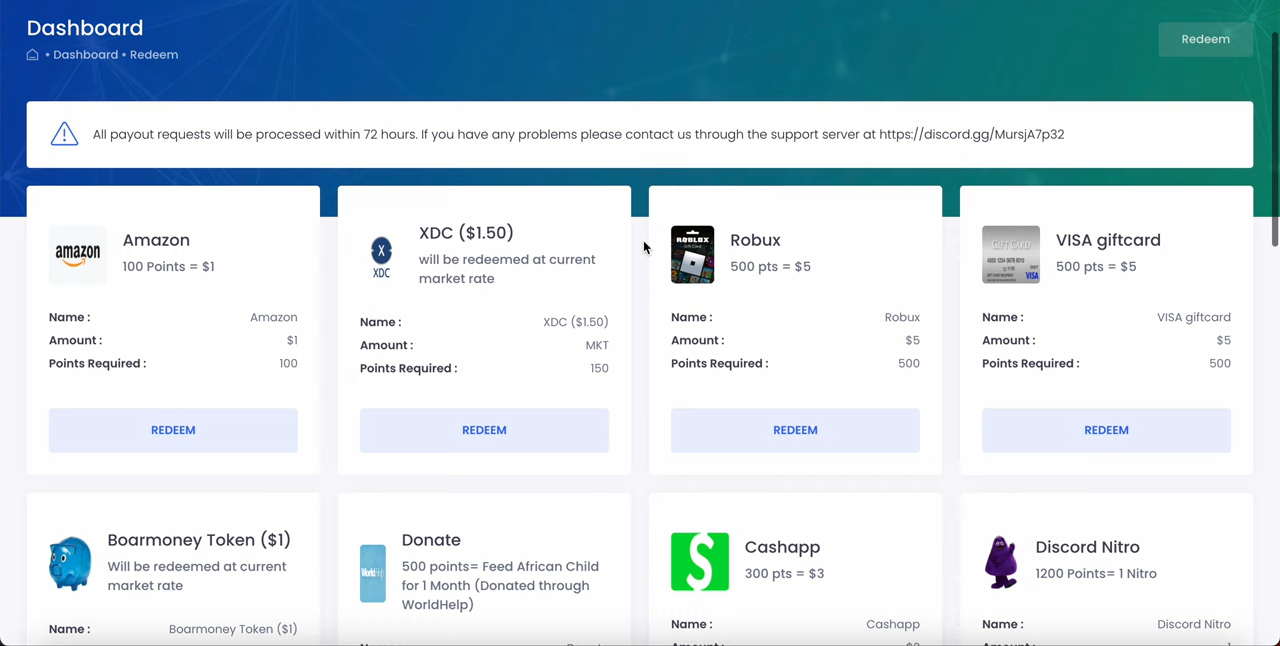 Dashboard
• Dashboard • Redeem
Redeem
All payout requests will be processed within 72 hours. If you have any problems please contact us through the support server at https://discord.gg/MursjA7p32
amazon
Amazon
100 Points = $1
Name :
Amazon
Amount :
$1
Points Required :
100
REDEEM
X
XDC
XDC ($1.50)
will be redeemed at current
market rate
Name :
XDC ($1.50)
Amount :
MKT
Points Required :
150
REDEEM
ROBLOX
Robux
500 pts = $5
Name :
Robux
Amount :
$5
Points Required :
500
REDEEM
GIFT CARD
VISA
VISA giftcard
500 pts = $5
Name :
VISA giftcard
Amount :
$5
Points Required :
500
REDEEM
Boarmoney Token ($1)
Will be redeemed at current
market rate
Name :
Boarmoney Token ($1)
Donate
500 points= Feed African Child
for 1 Month (Donated through
WorldHelp)
$
Cashapp
300 pts = $3
Name :
Cashapp
Discord Nitro
1200 Points= 1 Nitro
Name :
Discord Nitro